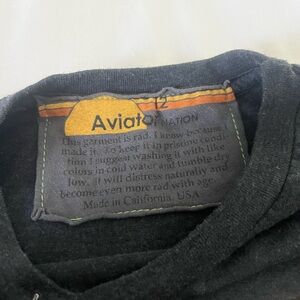 2
Aviator
NATION
This garment is rad. I know because I
made it. To keep it in pristine condi-
tion I suggest washing it with like
colors in cold water and tumble dry
low. It will distress naturally and
become even more rad with age.
Made in California, USA